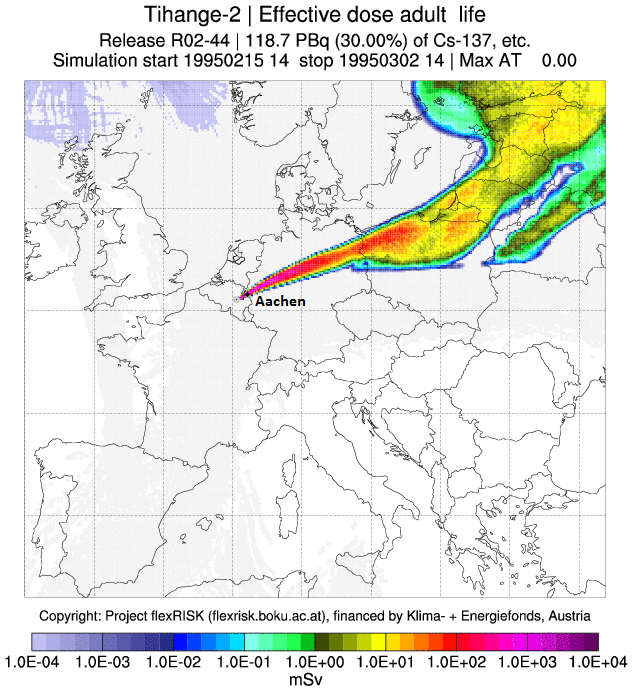 Tihange-2 | Effective dose adult life
Release R02-44 | 118.7 PBq (30.00%) of Cs-137, etc.
Simulation start 19950215 14 stop 19950302 14 | Max AT 0.00
Aachen
Copyright: Project flexRISK (flexrisk.boku.ac.at), financed by Klima- + Energiefonds, Austria
1.0E-04 1.0E-03 1.0E-02 1.0E-01 1.0E+00 1.0E+01 1.0E+02 1.0E+03 1.0E+04
mSv